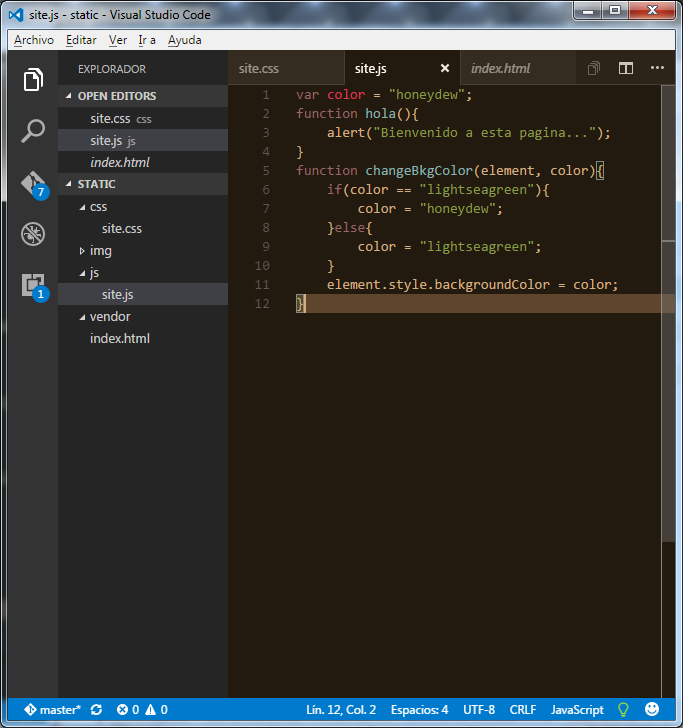 site.js - static - Visual Studio Code
Archivo Editar Ver Ir a Ayuda
EXPLORADOR
OPEN EDITORS
site.css css
site.js js
index.html
STATIC
css
site.css
img
js
site.js
vendor
index.html
7
1
site.css site.js index.html
1 var color = "honeydew";
2 function hola(){
3 alert("Bienvenido a esta pagina...");
4 }
5 function changeBkgColor(element, color){
6 if(color == "lightseagreen"){
7 color = "honeydew";
8 }else{
9 color = "lightseagreen";
10 }
11 element.style.backgroundColor = color;
12 }
master* 0 0 Lín. 12, Col. 2 Espacios: 4 UTF-8 CRLF JavaScript